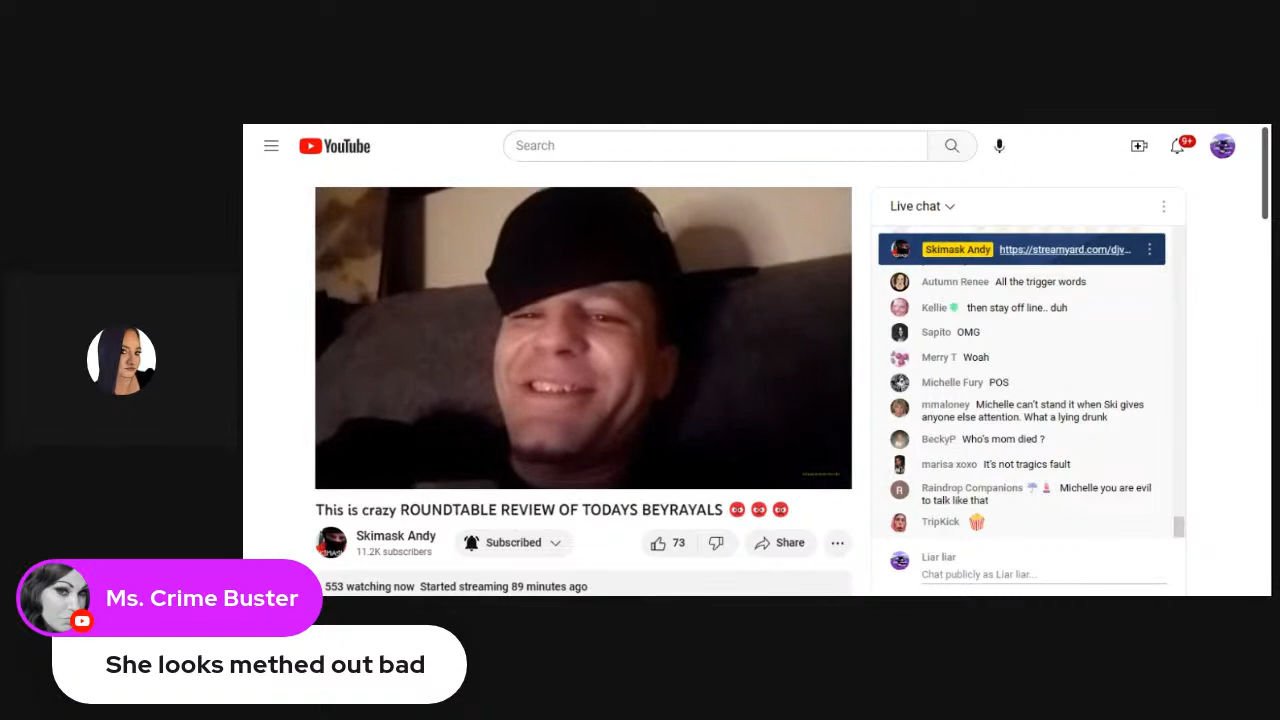 YouTube
Search
9+
Live chat
Skimask Andy https://streamyard.com/djv...
Autumn Renee All the trigger words
Kellie then stay off line.. duh
Sapito OMG
Merry T Woah
Michelle Fury POS
mmaloney Michelle can't stand it when Ski gives
anyone else attention. What a lying drunk
BeckyP Who's mom died ?
marisa xoxo It's not tragics fault
R Raindrop Companions Michelle you are evil
to talk like that
TripKick
Liar liar
Chat publicly as Liar liar...
This is crazy ROUNDTABLE REVIEW OF TODAYS BEYRAYALS
Skimask Andy
11.2K subscribers
Subscribed
73
Share
553 watching now Started streaming 89 minutes ago
Ms. Crime Buster
She looks methed out bad